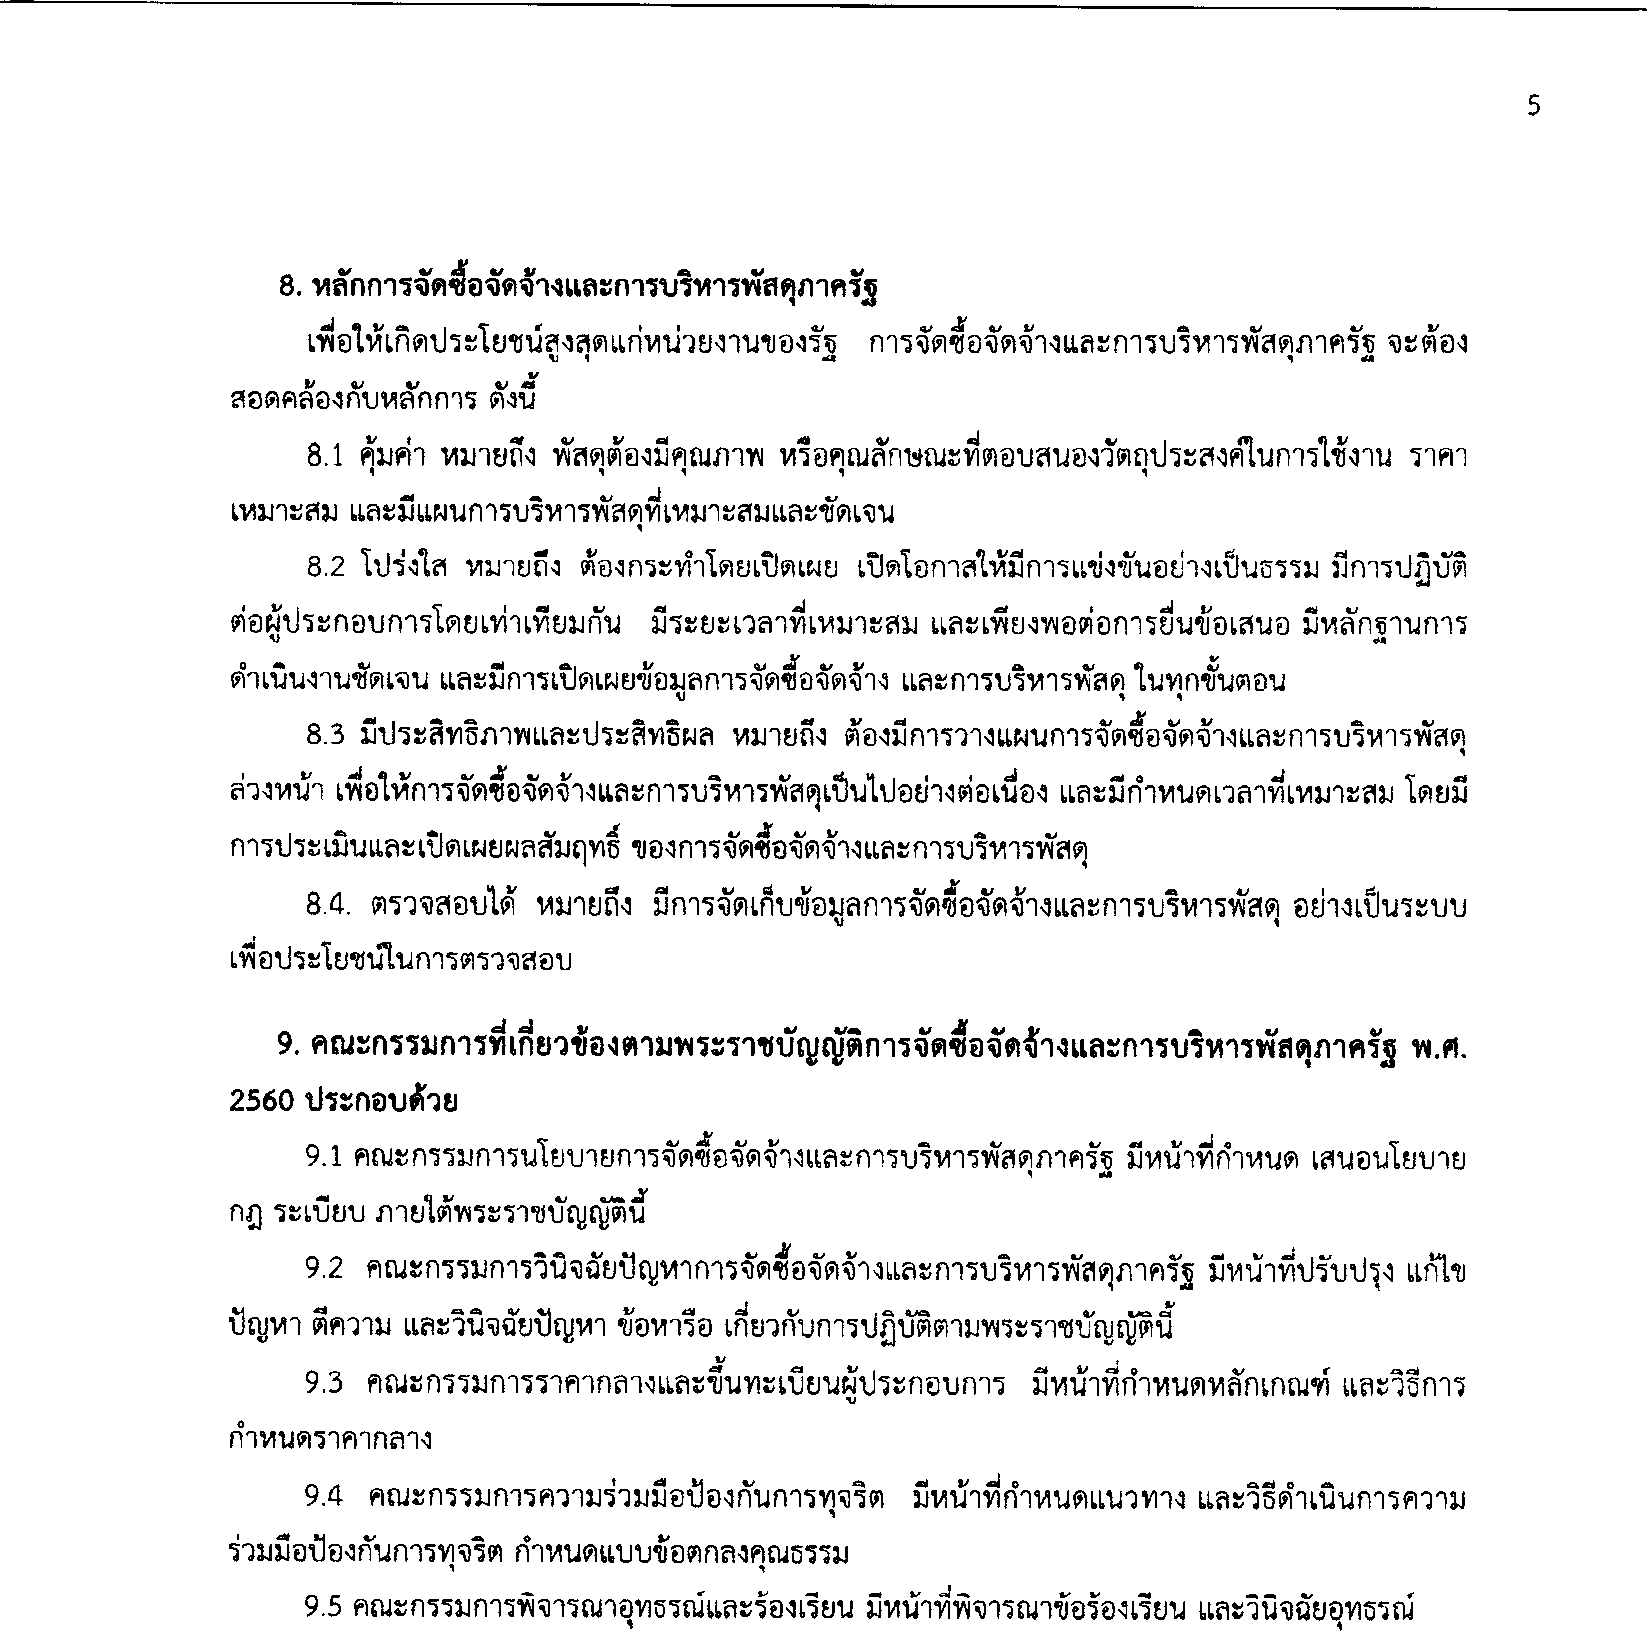 5
8. หลักการจัดซื้อจัดจ้างและการบริหารพัสดุภาครัฐ
เพื่อให้เกิดประโยชน์สูงสุดแก่หน่วยงานของรัฐ การจัดซื้อจัดจ้างและการบริหารพัสดุภาครัฐ จะต้อง
สอดคล้องกับหลักการ ดังนี้
8.1 คุ้มค่า หมายถึง พัสดุต้องมีคุณภาพ หรือคุณลักษณะที่ตอบสนองวัตถุประสงค์ในการใช้งาน ราคา
เหมาะสม และมีแผนการบริหารพัสดุที่เหมาะสมและชัดเจน
8.2 โปร่งใส หมายถึง ต้องกระทำโดยเปิดเผย เปิดโอกาสให้มีการแข่งขันอย่างเป็นธรรม มีการปฏิบัติ
ต่อผู้ประกอบการโดยเท่าเทียมกัน มีระยะเวลาที่เหมาะสม และเพียงพอต่อการยื่นข้อเสนอ มีหลักฐานการ
ดำเนินงานชัดเจน และมีการเปิดเผยข้อมูลการจัดซื้อจัดจ้าง และการบริหารพัสดุ ในทุกขั้นตอน
8.3 มีประสิทธิภาพและประสิทธิผล หมายถึง ต้องมีการวางแผนการจัดซื้อจัดจ้างและการบริหารพัสดุ
ล่วงหน้า เพื่อให้การจัดซื้อจัดจ้างและการบริหารพัสดุเป็นไปอย่างต่อเนื่อง และมีกำหนดเวลาที่เหมาะสม โดยมี
การประเมินและเปิดเผยผลสัมฤทธิ์ ของการจัดซื้อจัดจ้างและการบริหารพัสดุ
8.4. ตรวจสอบได้ หมายถึง มีการจัดเก็บข้อมูลการจัดซื้อจัดจ้างและการบริหารพัสดุ อย่างเป็นระบบ
เพื่อประโยชน์ในการตรวจสอบ
9. คณะกรรมการที่เกี่ยวข้องตามพระราชบัญญัติการจัดซื้อจัดจ้างและการบริหารพัสดุภาครัฐ พ.ศ.
2560 ประกอบด้วย
9.1 คณะกรรมการนโยบายการจัดซื้อจัดจ้างและการบริหารพัสดุภาครัฐ มีหน้าที่กำหนด เสนอนโยบาย
กฎ ระเบียบ ภายใต้พระราชบัญญัตินี้
9.2 คณะกรรมการวินิจฉัยปัญหาการจัดซื้อจัดจ้างและการบริหารพัสดุภาครัฐ มีหน้าที่ปรับปรุง แก้ไข
ปัญหา ตีความ และวินิจฉัยปัญหา ข้อหารือ เกี่ยวกับการปฏิบัติตามพระราชบัญญัตินี้
9.3 คณะกรรมการราคากลางและขึ้นทะเบียนผู้ประกอบการ มีหน้าที่กำหนดหลักเกณฑ์ และวิธีการ
กำหนดราคากลาง
9.4 คณะกรรมการความร่วมมือป้องกันการทุจริต มีหน้าที่กำหนดแนวทาง และวิธีดำเนินการความ
ร่วมมือป้องกันการทุจริต กำหนดแบบข้อตกลงคุณธรรม
9.5 คณะกรรมการพิจารณาอุทธรณ์และร้องเรียน มีหน้าที่พิจารณาข้อร้องเรียน และวินิจฉัยอุทธรณ์